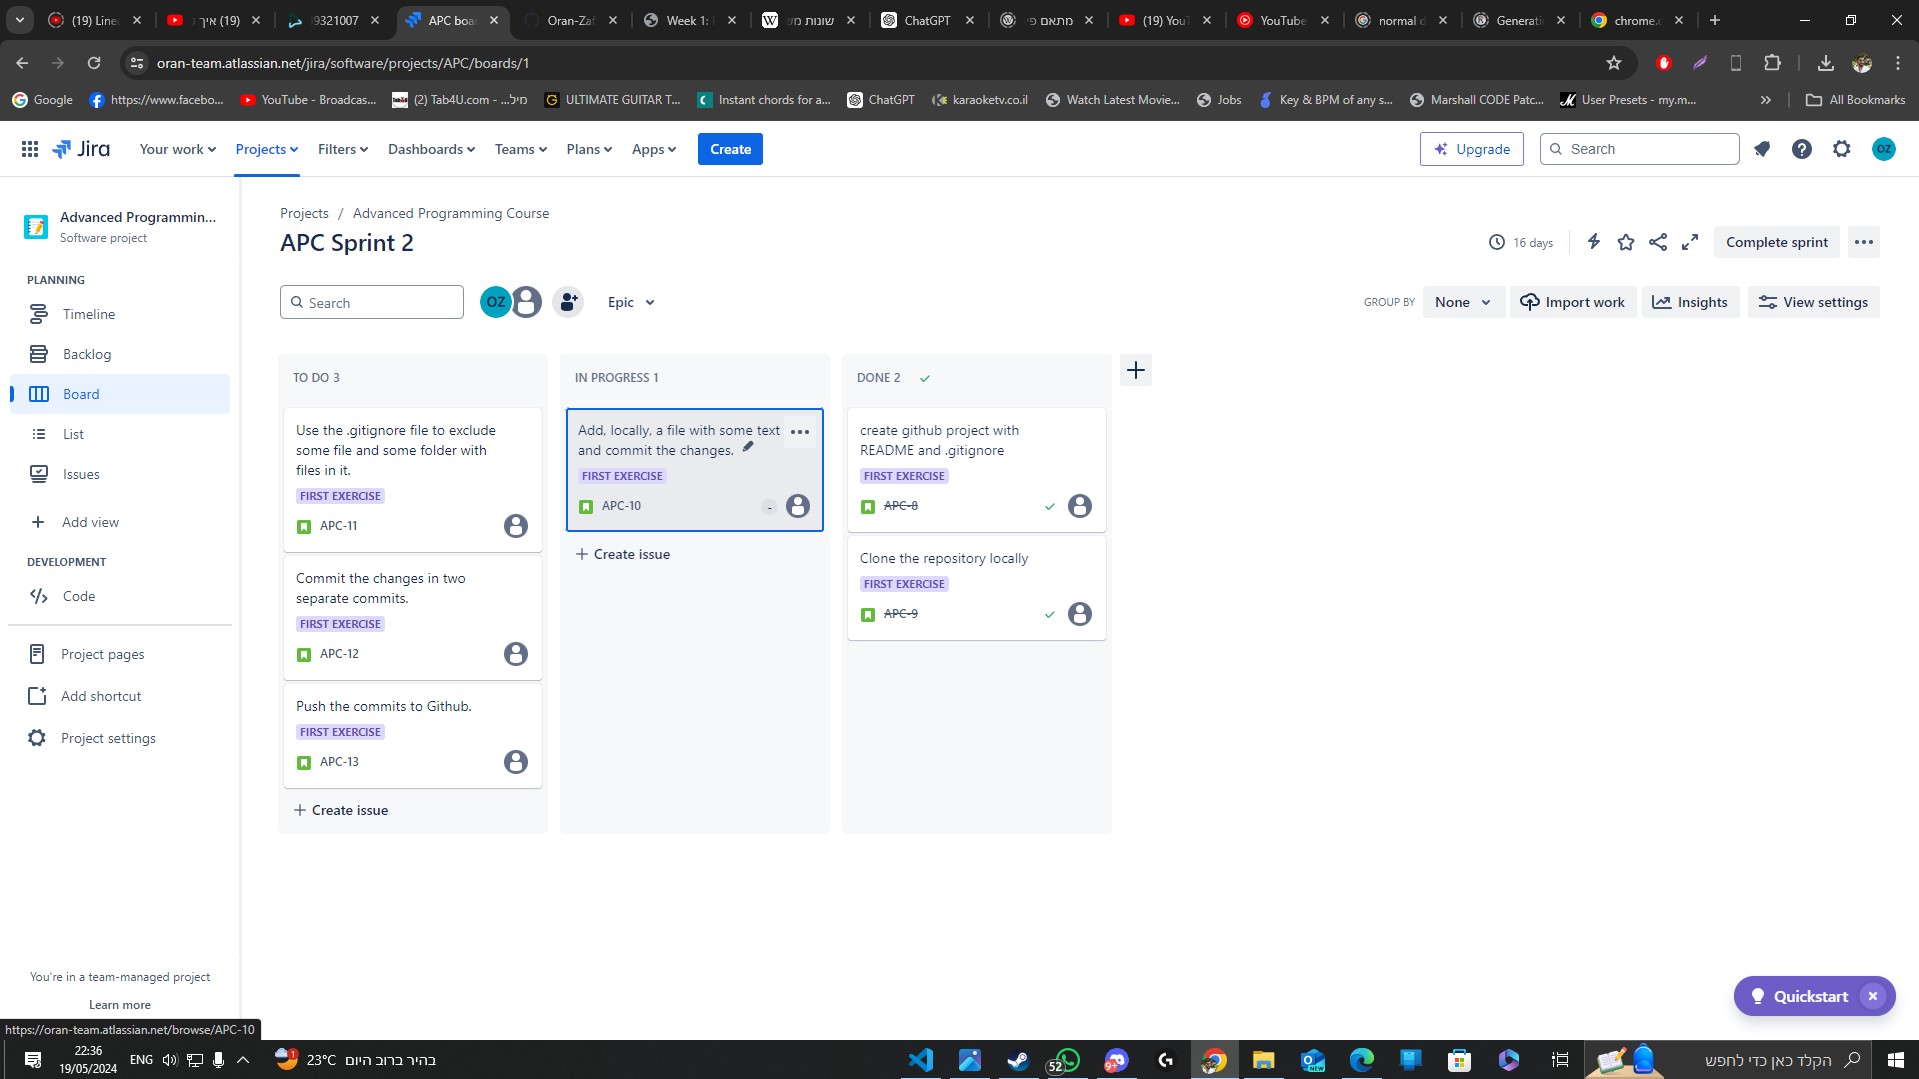 (19) Linea
(19) איך
39321007
APC boar
Oran-Zaf
Week 1:
שונות מש
ChatGPT
מתאם פי
(19) YouT
YouTube
normal d
Generati
chrome.c
oran-team.atlassian.net/jira/software/projects/APC/boards/1
Google
https://www.facebo...
YouTube - Broadcas...
(2) Tab4U.com - ...מיל
ULTIMATE GUITAR T...
Instant chords for a...
ChatGPT
karaoketv.co.il
Watch Latest Movie...
Jobs
Key & BPM of any s...
Marshall CODE Patc...
User Presets - my.m...
All Bookmarks
Jira
Your work
Projects
Filters
Dashboards
Teams
Plans
Apps
Create
Upgrade
Search
OZ
Advanced Programmin...
Software project
PLANNING
Timeline
Backlog
Board
List
Issues
Add view
DEVELOPMENT
Code
Project pages
Add shortcut
Project settings
You're in a team-managed project
Learn more
https://oran-team.atlassian.net/browse/APC-10
Projects / Advanced Programming Course
APC Sprint 2
16 days
Complete sprint
Search
OZ
Epic
GROUP BY
None
Import work
Insights
View settings
TO DO 3
Use the .gitignore file to exclude
some file and some folder with
files in it.
FIRST EXERCISE
APC-11
Commit the changes in two
separate commits.
FIRST EXERCISE
APC-12
Push the commits to Github.
FIRST EXERCISE
APC-13
Create issue
IN PROGRESS 1
Add, locally, a file with some text
and commit the changes.
FIRST EXERCISE
APC-10
-
Create issue
DONE 2
create github project with
README and .gitignore
FIRST EXERCISE
APC-8
Clone the repository locally
FIRST EXERCISE
APC-9
Quickstart
22:36
19/05/2024
ENG
1
23°C בהיר ברוב היום
52
9+
NEW
הקלד כאן כדי לחפש